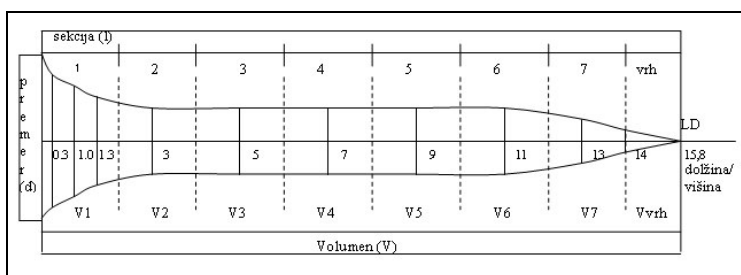 sekcija (l)
1 2 3 4 5 6 7 vrh
premer (d)
LD
0.3 1.0 1.3 3 5 7 9 11 13 14 15,8
dolžina/
višina
V1 V2 V3 V4 V5 V6 V7 Vvrh
Volumen (V)